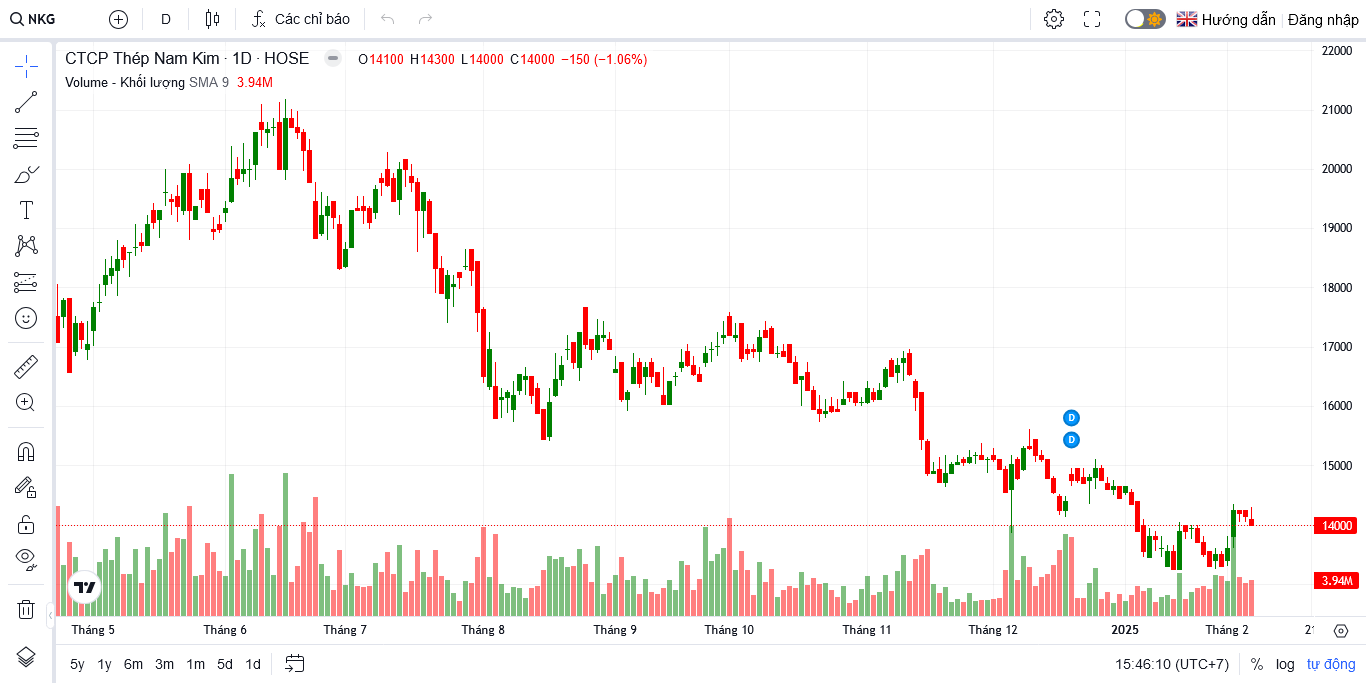 NKG D Các chỉ báo Hướng dẫn Đăng nhập
CTCP Thép Nam Kim · 1D · HOSE O14100 H14300 L14000 C14000 −150 (−1.06%)
Volume - Khối lượng SMA 9 3.94M
22000
21000
20000
19000
18000
17000
16000
D
D
15000
14000
3.94M
Tháng 5 Tháng 6 Tháng 7 Tháng 8 Tháng 9 Tháng 10 Tháng 11 Tháng 12 2025 Tháng 2
5y 1y 6m 3m 1m 5d 1d 15:46:10 (UTC+7) % log tự động